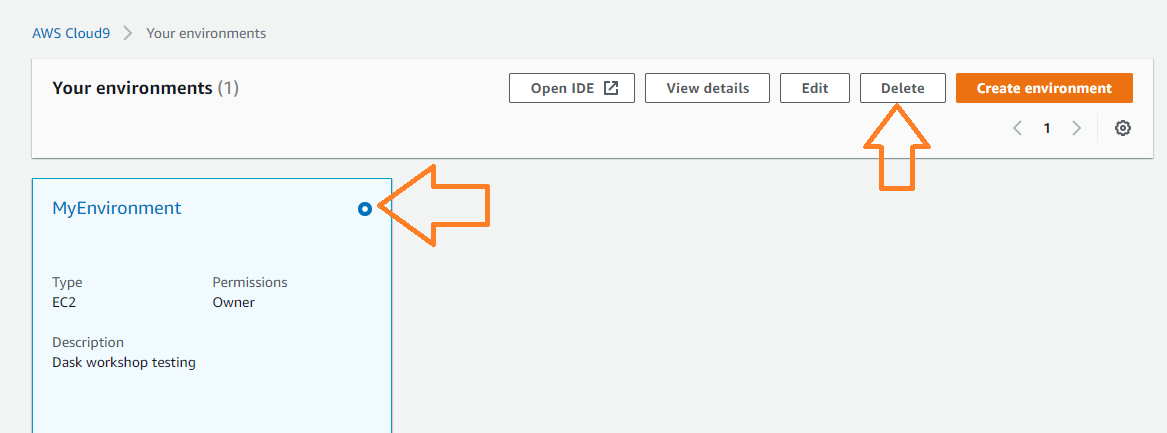 AWS Cloud9 > Your environments
Your environments (1)
Open IDE View details Edit Delete Create environment
< 1 >
MyEnvironment
Type Permissions
EC2 Owner
Description
Dask workshop testing